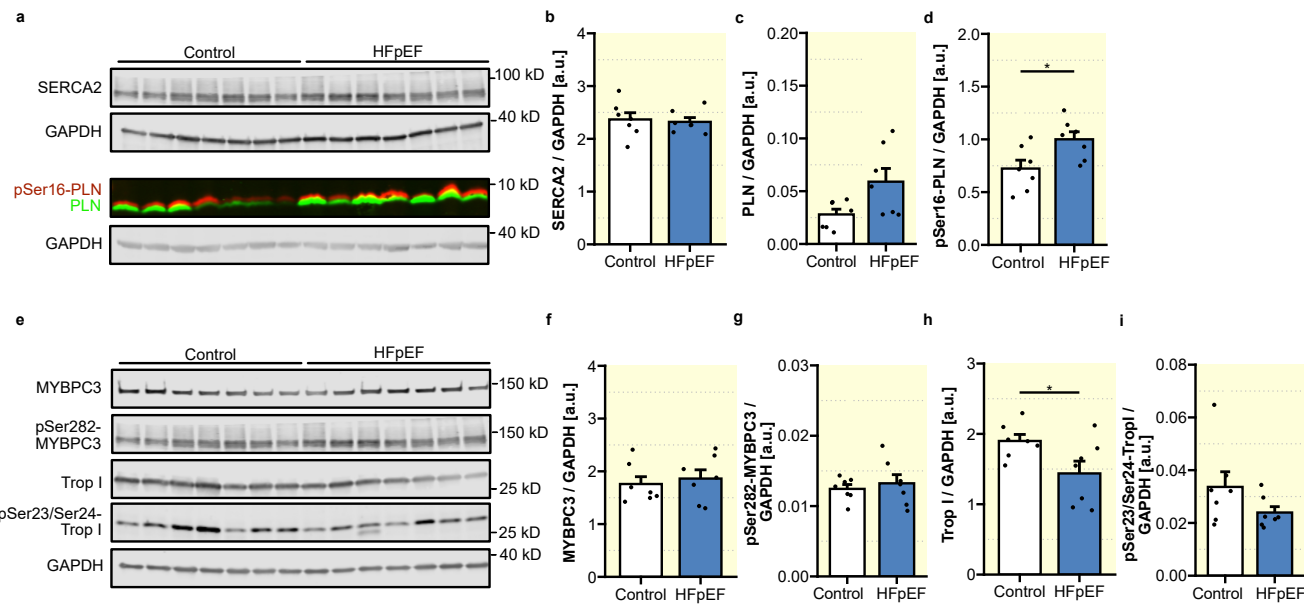 a
Control
HFpEF
SERCA2
100 kD
GAPDH
40 kD
pSer16-PLN
PLN
10 kD
GAPDH
40 kD
b
SERCA2 / GAPDH [a.u.]
4
3
2
1
0
Control
HFpEF
c
PLN / GAPDH [a.u.]
0.20
0.15
0.10
0.05
0.00
Control
HFpEF
d
pSer16-PLN / GAPDH [a.u.]
2.0
1.5
1.0
0.5
0.0
*
Control
HFpEF
e
Control
HFpEF
MYBPC3
150 kD
pSer282-
MYBPC3
150 kD
Trop I
25 kD
pSer23/Ser24-
Trop I
25 kD
GAPDH
40 kD
f
MYBPC3 / GAPDH [a.u.]
4
3
2
1
0
Control
HFpEF
g
pSer282-MYBPC3 /
GAPDH [a.u.]
0.03
0.02
0.01
0.00
Control
HFpEF
h
Trop I / GAPDH [a.u.]
3
2
1
0
*
Control
HFpEF
i
pSer23/Ser24-TropI /
GAPDH [a.u.]
0.08
0.06
0.04
0.02
0.00
Control
HFpEF